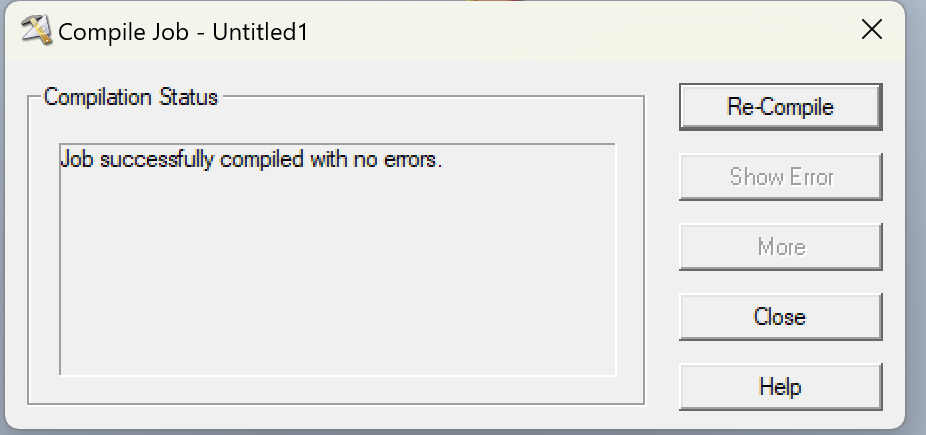 Compile Job - Untitled1
Compilation Status
Job successfully compiled with no errors.
Re-Compile
Show Error
More
Close
Help